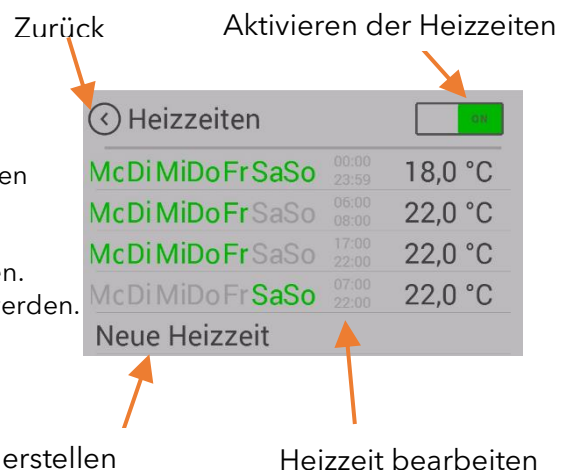 Zurück
Aktivieren der Heizzeiten
Heizzeiten ON
en
McDiMiDoFrSaSo 00:00 23:59 18,0 °C
McDiMiDoFrSaSo 06:00 08:00 22,0 °C
n.
McDiMiDoFrSaSo 17:00 22:00 22,0 °C
erden.
McDiMiDoFrSaSo 07:00 22:00 22,0 °C
Neue Heizzeit
erstellen
Heizzeit bearbeiten